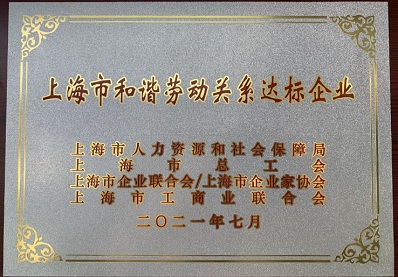 上海市和谐劳动关系达标企业
上海市人力资源和社会保障局
上海市总工会
上海市企业联合会/上海市企业家协会
上海市工商业联合会
二〇二一年七月